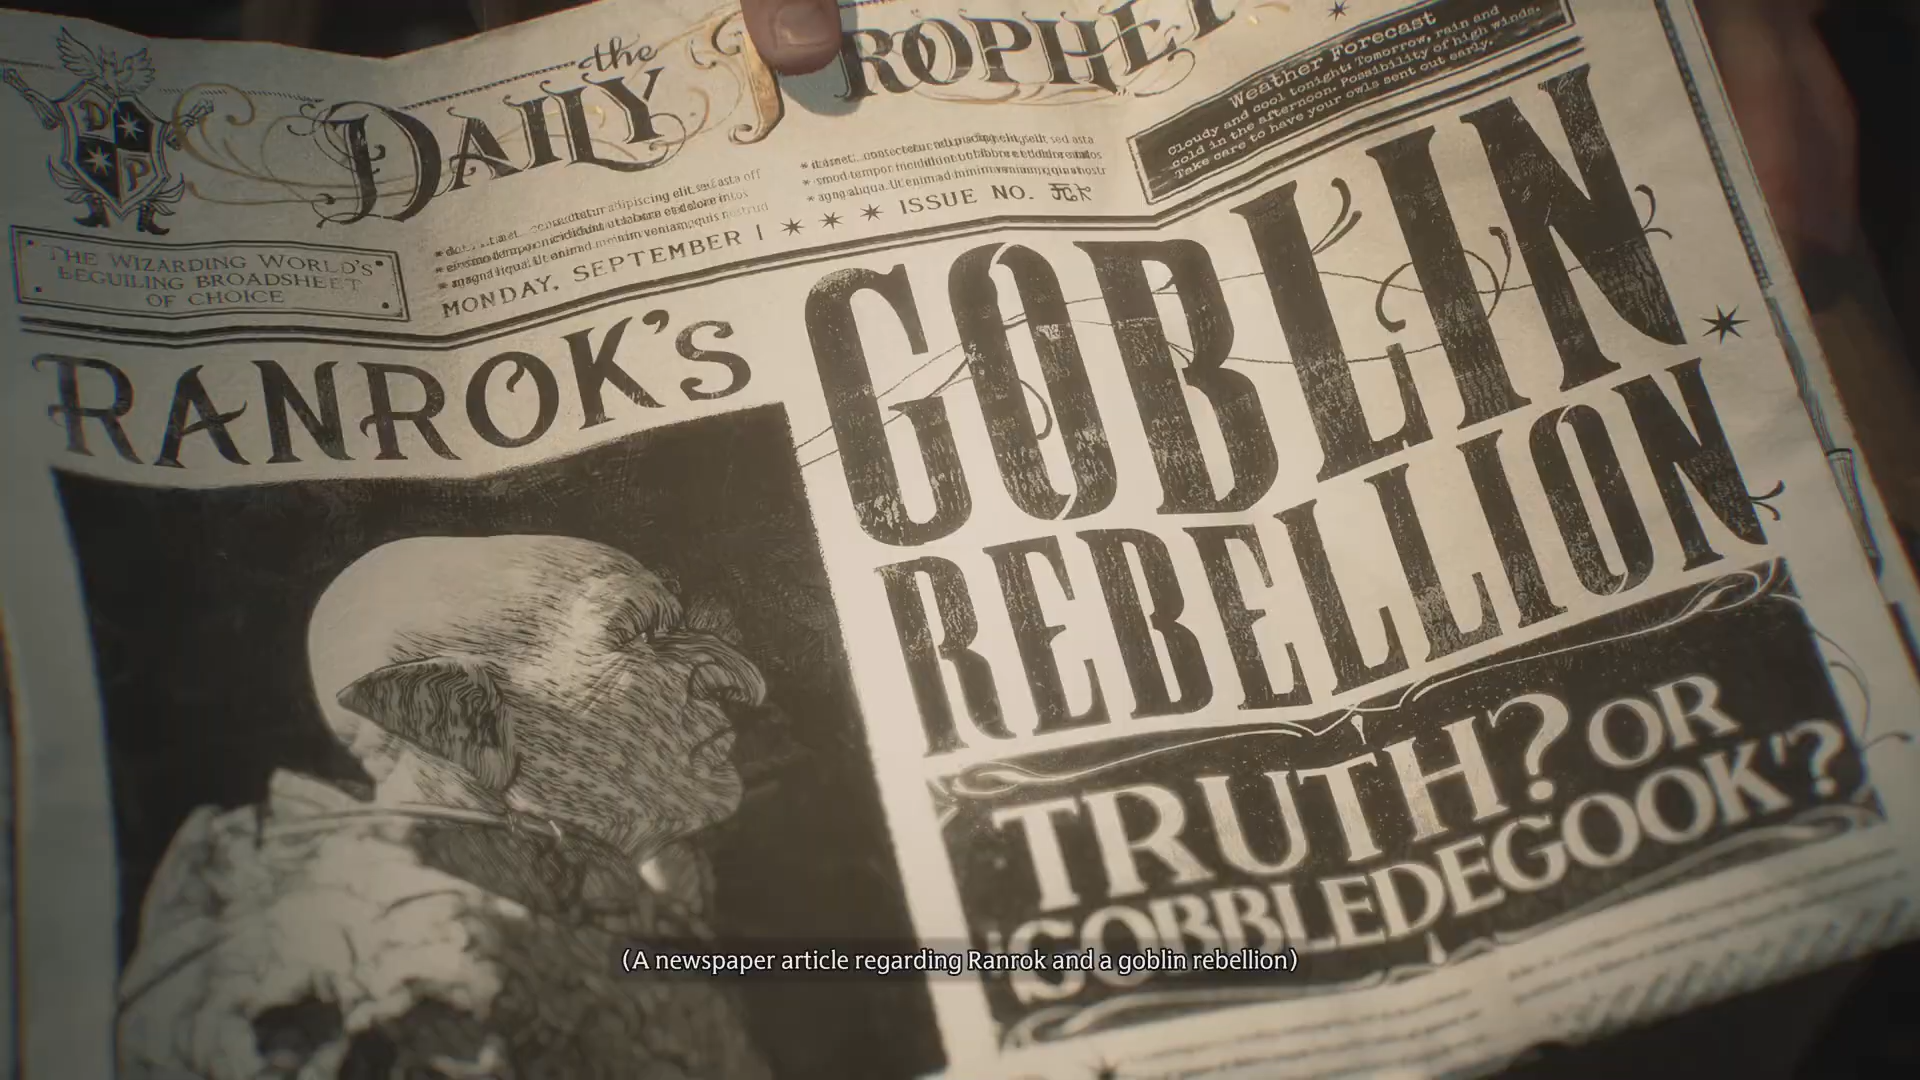 the
DAILY PROPHET
D
P
THE WIZARDING WORLD'S
BEGUILING BROADSHEET
OF CHOICE
MONDAY, SEPTEMBER 1
ISSUE NO.
Weather Forecast
Cloudy and cool tonight: Tomorrow, rain and
cold in the afternoon. Possibility of high winds.
Take care to have your owls sent out early.
RANROK'S
GOBLIN
REBELLION
TRUTH? OR
'GOBBLEDEGOOK'?
(A newspaper article regarding Ranrok and a goblin rebellion)